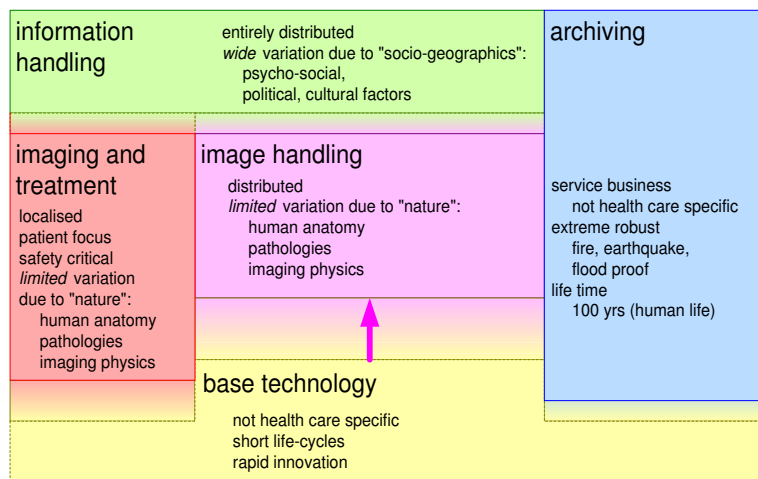 information
handling
entirely distributed
wide variation due to "socio-geographics":
psycho-social,
political, cultural factors
archiving
service business
not health care specific
extreme robust
fire, earthquake,
flood proof
life time
100 yrs (human life)
imaging and
treatment
localised
patient focus
safety critical
limited variation
due to "nature":
human anatomy
pathologies
imaging physics
image handling
distributed
limited variation due to "nature":
human anatomy
pathologies
imaging physics
base technology
not health care specific
short life-cycles
rapid innovation